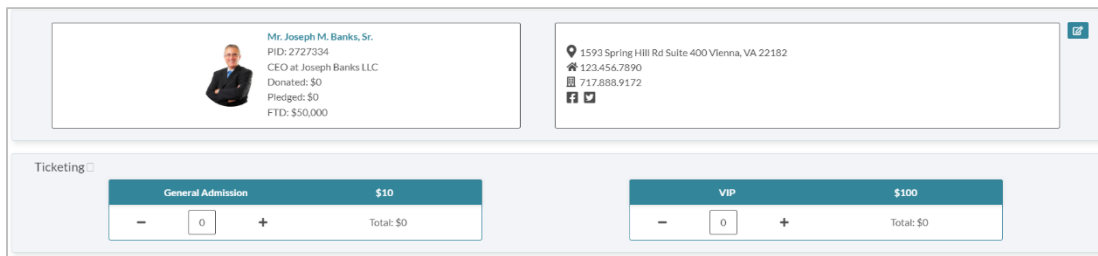 Mr. Joseph M. Banks, Sr.
PID: 2727334
CEO at Joseph Banks LLC
Donated: $0
Pledged: $0
FTD: $50,000
1593 Spring Hill Rd Suite 400 Vienna, VA 22182
123.456.7890
717.888.9172
Ticketing
General Admission $10
− 0 + Total: $0
VIP $100
− 0 + Total: $0